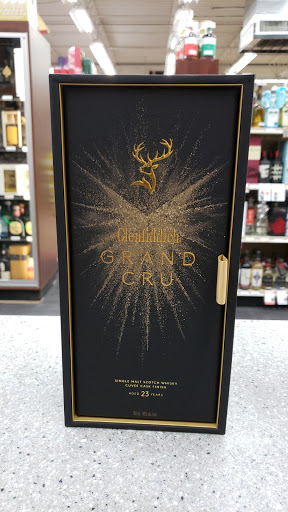 Glenfiddich
GRAND
CRU
SINGLE MALT SCOTCH WHISKY
CUVÉE CASK FINISH
AGED 23 YEARS